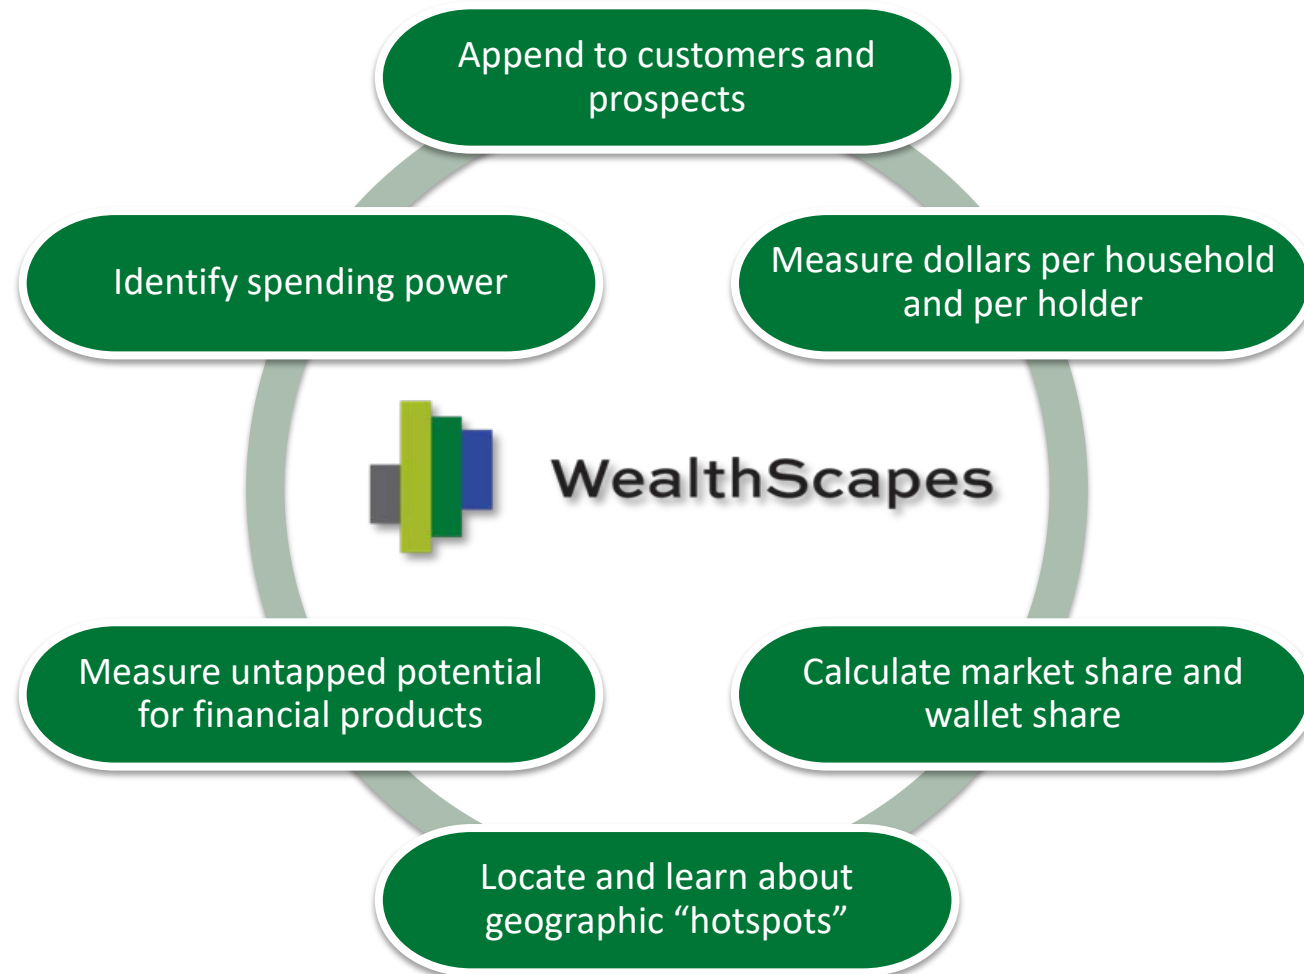 Append to customers and
prospects
Identify spending power
Measure dollars per household
and per holder
WealthScapes
Measure untapped potential
for financial products
Calculate market share and
wallet share
Locate and learn about
geographic “hotspots”